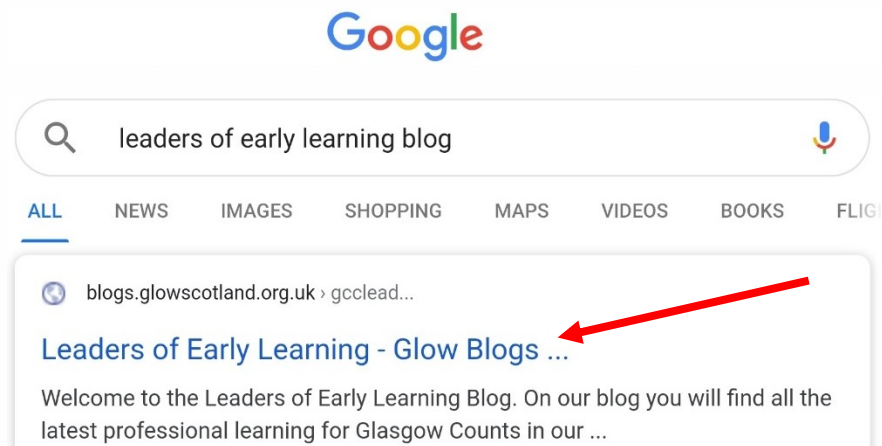 Google
leaders of early learning blog
ALL NEWS IMAGES SHOPPING MAPS VIDEOS BOOKS FLIG
blogs.glowscotland.org.uk › gcclead...
Leaders of Early Learning - Glow Blogs ...
Welcome to the Leaders of Early Learning Blog. On our blog you will find all the
latest professional learning for Glasgow Counts in our ...